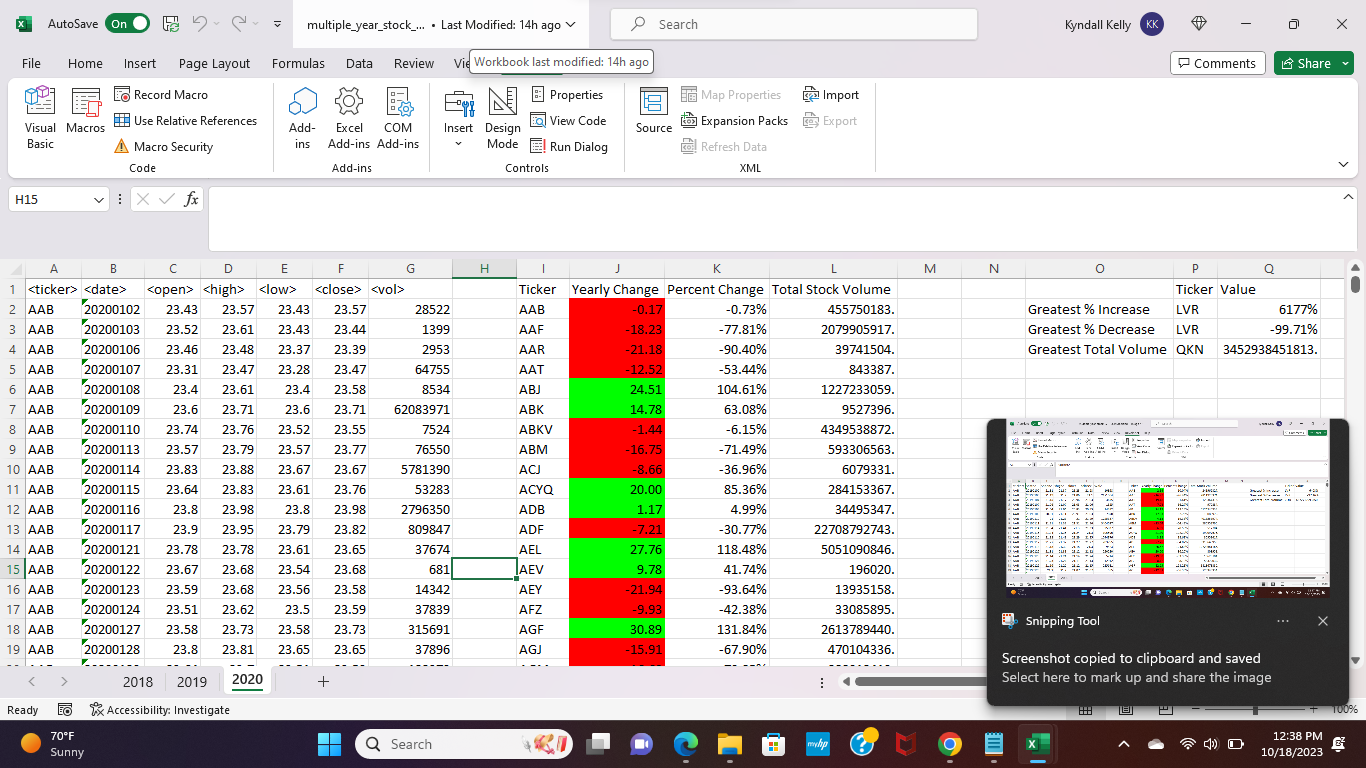 AutoSave On multiple_year_stock_... • Last Modified: 14h ago Search Kyndall Kelly KK
File Home Insert Page Layout Formulas Data Review Vi Workbook last modified: 14h ago Comments Share
Visual Basic Macros Record Macro Use Relative References Macro Security
Code
Add-ins Excel Add-ins COM Add-ins
Add-ins
Insert Design Mode Properties View Code Run Dialog
Controls
Source Map Properties Expansion Packs Refresh Data Import Export
XML
H15 fx
A B C D E F G H I J K L M N O P Q
1 <ticker> <date> <open> <high> <low> <close> <vol> Ticker Yearly Change Percent Change Total Stock Volume Ticker Value
2 AAB 20200102 23.43 23.57 23.43 23.57 28522 AAB -0.17 -0.73% 455750183. Greatest % Increase LVR 6177%
3 AAB 20200103 23.52 23.61 23.43 23.44 1399 AAF -18.23 -77.81% 2079905917. Greatest % Decrease LVR -99.71%
4 AAB 20200106 23.46 23.48 23.37 23.39 2953 AAR -21.18 -90.40% 39741504. Greatest Total Volume QKN 3452938451813.
5 AAB 20200107 23.31 23.47 23.28 23.47 64755 AAT -12.52 -53.44% 843387.
6 AAB 20200108 23.4 23.61 23.4 23.58 8534 ABJ 24.51 104.61% 1227233059.
7 AAB 20200109 23.6 23.71 23.6 23.71 62083971 ABK 14.78 63.08% 9527396.
8 AAB 20200110 23.74 23.76 23.52 23.55 7524 ABKV -1.44 -6.15% 4349538872.
9 AAB 20200113 23.57 23.79 23.57 23.77 76550 ABM -16.75 -71.49% 593306563.
10 AAB 20200114 23.83 23.88 23.67 23.67 5781390 ACJ -8.66 -36.96% 6079331.
11 AAB 20200115 23.64 23.83 23.61 23.76 53283 ACYQ 20.00 85.36% 284153367.
12 AAB 20200116 23.8 23.98 23.8 23.98 2796350 ADB 1.17 4.99% 34495347.
13 AAB 20200117 23.9 23.95 23.79 23.82 809847 ADF -7.21 -30.77% 22708792743.
14 AAB 20200121 23.78 23.78 23.61 23.65 37674 AEL 27.76 118.48% 5051090846.
15 AAB 20200122 23.67 23.68 23.54 23.68 681 AEV 9.78 41.74% 196020.
16 AAB 20200123 23.59 23.68 23.56 23.58 14342 AEY -21.94 -93.64% 13935158.
17 AAB 20200124 23.51 23.62 23.5 23.59 37839 AFZ -9.93 -42.38% 33085895.
18 AAB 20200127 23.58 23.73 23.58 23.73 315691 AGF 30.89 131.84% 2613789440.
19 AAB 20200128 23.8 23.81 23.65 23.65 37896 AGJ -15.91 -67.90% 470104336.
Snipping Tool
Screenshot copied to clipboard and saved
Select here to mark up and share the image
2018 2019 2020
Ready Accessibility: Investigate 100%
70°F
Sunny
Search
myhp
12:38 PM
10/18/2023